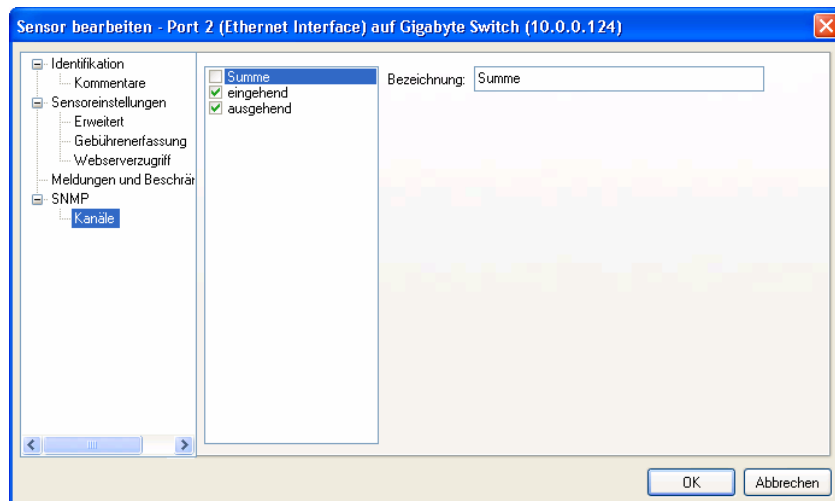 Sensor bearbeiten - Port 2 (Ethernet Interface) auf Gigabyte Switch (10.0.0.124)
Identifikation
Kommentare
Sensoreinstellungen
Erweitert
Gebührenerfassung
Webserverzugriff
Meldungen und Beschrär
SNMP
Kanäle
Summe
eingehend
ausgehend
Bezeichnung: Summe
OK Abbrechen